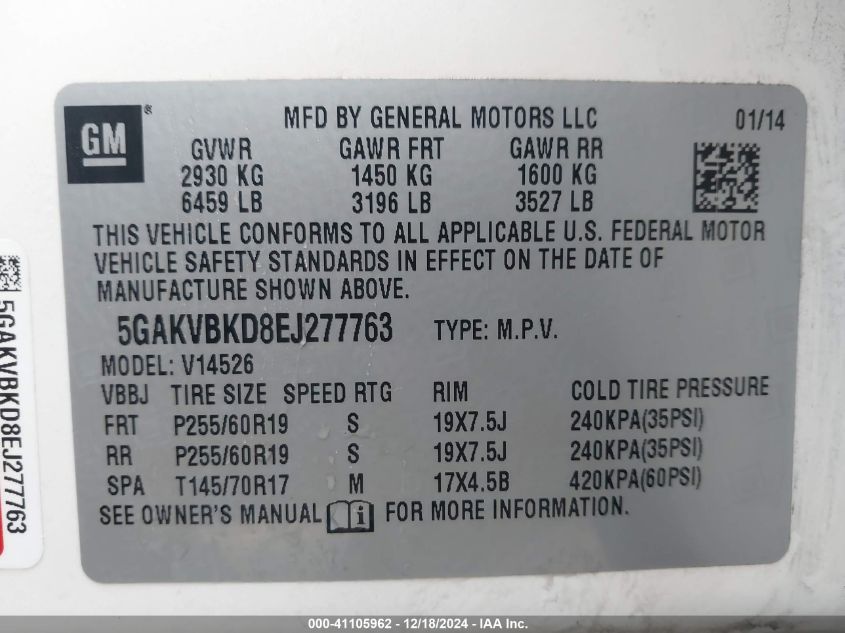 GM ®
MFD BY GENERAL MOTORS LLC 01/14
GVWR GAWR FRT GAWR RR
2930 KG 1450 KG 1600 KG
6459 LB 3196 LB 3527 LB
THIS VEHICLE CONFORMS TO ALL APPLICABLE U.S. FEDERAL MOTOR
VEHICLE SAFETY STANDARDS IN EFFECT ON THE DATE OF
MANUFACTURE SHOWN ABOVE.
5GAKVBKD8EJ277763 TYPE: M.P.V.
MODEL: V14526
VBBJ TIRE SIZE SPEED RTG RIM COLD TIRE PRESSURE
FRT P255/60R19 S 19X7.5J 240KPA(35PSI)
RR P255/60R19 S 19X7.5J 240KPA(35PSI)
SPA T145/70R17 M 17X4.5B 420KPA(60PSI)
SEE OWNER'S MANUAL i FOR MORE INFORMATION.
5GAKVBKD8EJ277763
000-41105962 - 12/18/2024 - IAA Inc.